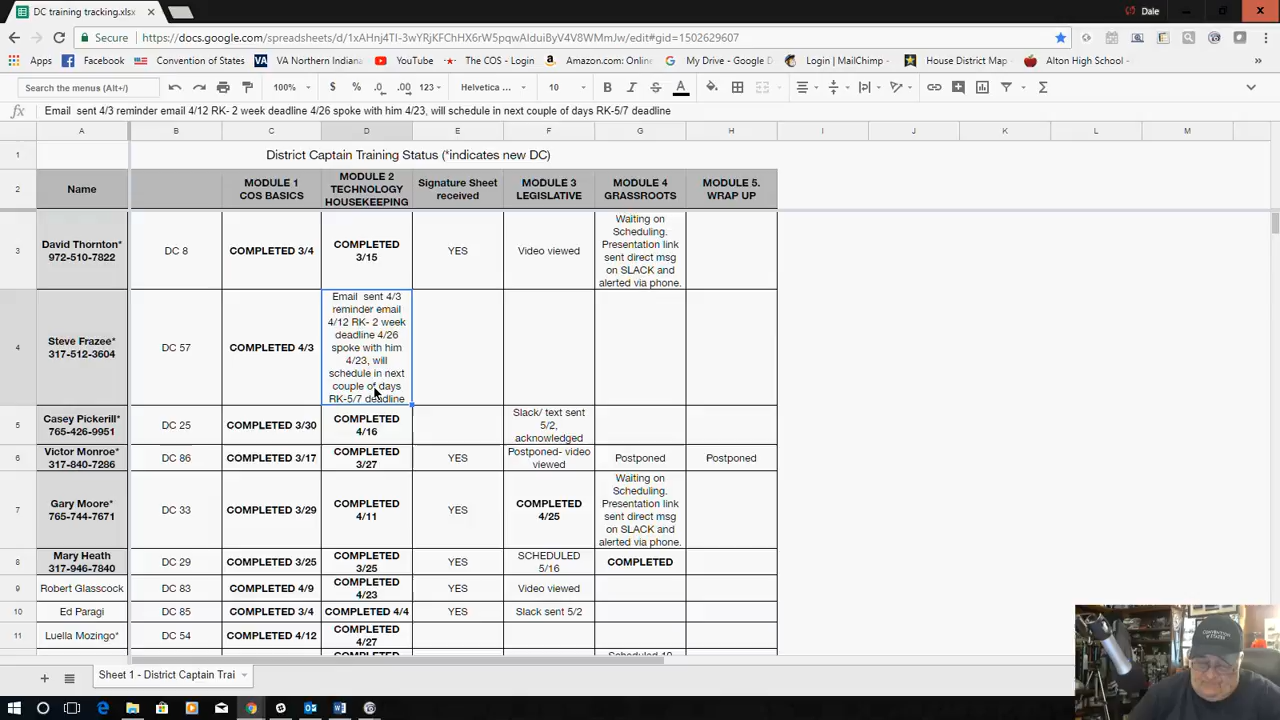 DC training tracking.xlsx
Dale
Secure
https://docs.google.com/spreadsheets/d/1xAHnj4TI-3wYRjKFChHX6rW5pqwAlduiByV4V8WMmJw/edit#gid=1502629607
Apps Facebook Convention of States VA Northern Indiana YouTube The COS - Login Amazon.com: Online My Drive - Google D Login | MailChimp House District Map Alton High School
Search the menus (Alt+/) 100% $ % .0 .00 123 Helvetica ... 10 B I S A
fx Email sent 4/3 reminder email 4/12 RK- 2 week deadline 4/26 spoke with him 4/23, will schedule in next couple of days RK-5/7 deadline
A B C D E F G H I J K L M
1 District Captain Training Status (*indicates new DC)
2 Name
MODULE 1
COS BASICS
MODULE 2
TECHNOLOGY
HOUSEKEEPING
Signature Sheet
received
MODULE 3
LEGISLATIVE
MODULE 4
GRASSROOTS
MODULE 5.
WRAP UP
3
David Thornton*
972-510-7822
DC 8
COMPLETED 3/4
COMPLETED
3/15
YES
Video viewed
Waiting on
Scheduling.
Presentation link
sent direct msg
on SLACK and
alerted via phone.
4
Steve Frazee*
317-512-3604
DC 57
COMPLETED 4/3
Email sent 4/3
reminder email
4/12 RK- 2 week
deadline 4/26
spoke with him
4/23, will
schedule in next
couple of days
RK-5/7 deadline
5
Casey Pickerill*
765-426-9951
DC 25
COMPLETED 3/30
COMPLETED
4/16
Slack/ text sent
5/2,
acknowledged
6
Victor Monroe*
317-840-7286
DC 86
COMPLETED 3/17
COMPLETED
3/27
YES
Postponed- video
viewed
Postponed
Postponed
7
Gary Moore*
765-744-7671
DC 33
COMPLETED 3/29
COMPLETED
4/11
YES
COMPLETED
4/25
Waiting on
Scheduling.
Presentation link
sent direct msg
on SLACK and
alerted via phone.
8
Mary Heath
317-946-7840
DC 29
COMPLETED 3/25
COMPLETED
3/25
YES
SCHEDULED
5/16
COMPLETED
9
Robert Glasscock
DC 83
COMPLETED 4/9
COMPLETED
4/23
YES
Video viewed
10
Ed Paragi
DC 85
COMPLETED 3/4
COMPLETED 4/4
YES
Slack sent 5/2
11
Luella Mozingo*
DC 54
COMPLETED 4/12
COMPLETED
4/27
COMPLETED
Scheduled 10
Sheet 1 - District Captain Trai